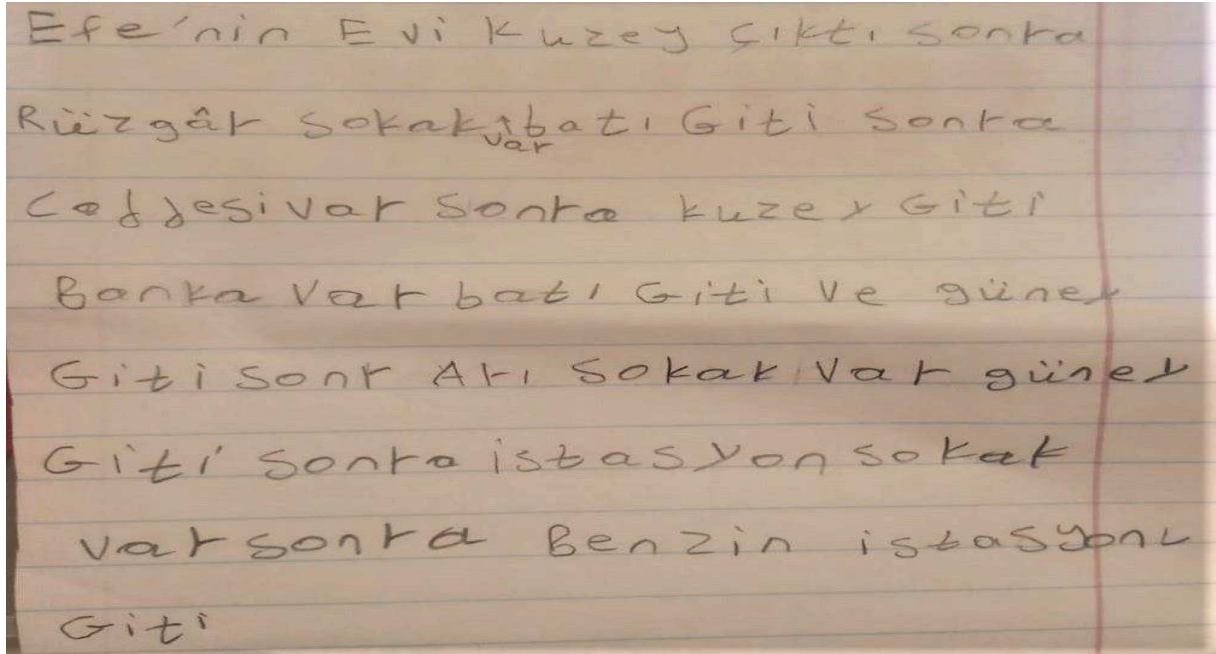 Efe'nin Evi Kuzey çıktı sonra
Rüzgâr sokak var batı Giti sonra
Coddesi var sonra kuzey Giti
Banka var batı Giti ve güney
Giti sonr Arı sokak var güney
Giti sonra istasyon sokak
var sonra Benzin istasyonu
Giti